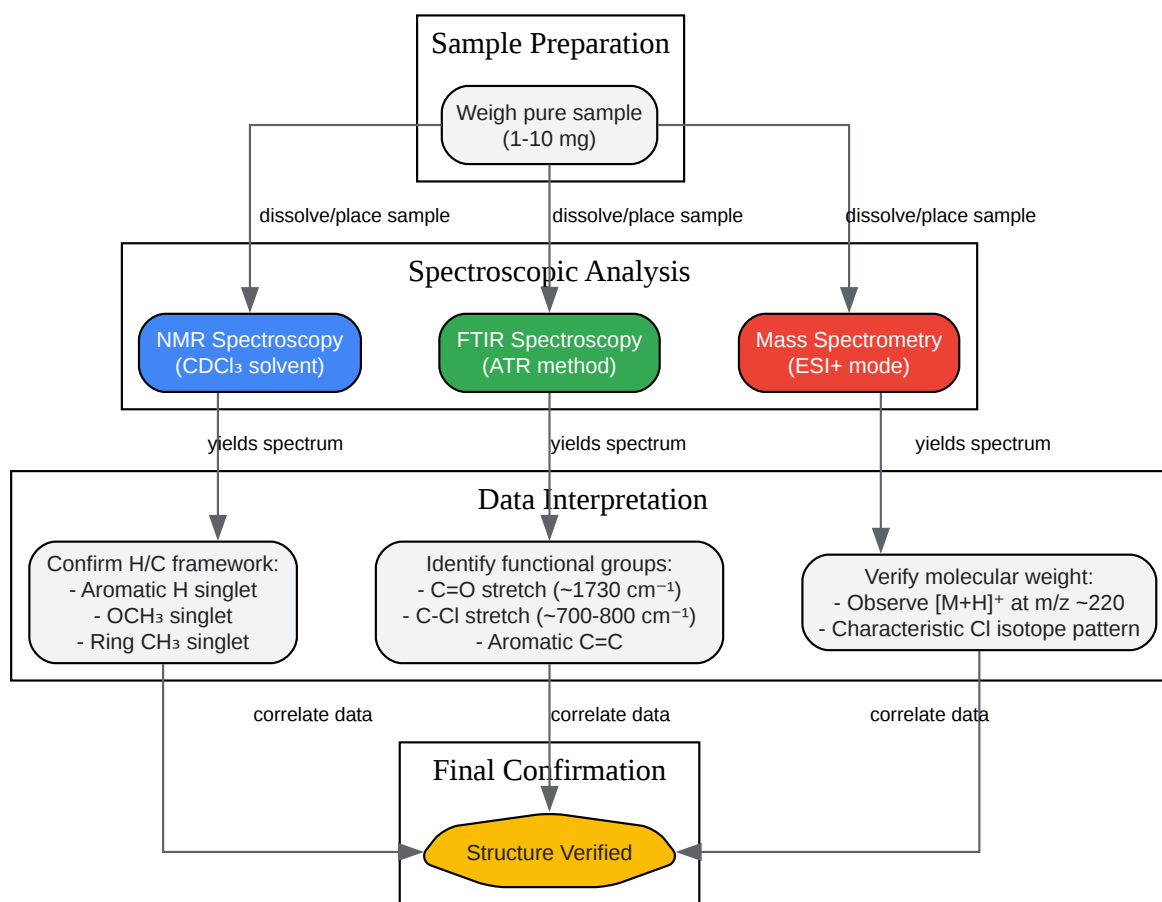 Sample Preparation
Weigh pure sample
(1-10 mg)
dissolve/place sample
dissolve/place sample
dissolve/place sample
Spectroscopic Analysis
NMR Spectroscopy
(CDCl₃ solvent)
FTIR Spectroscopy
(ATR method)
Mass Spectrometry
(ESI+ mode)
yields spectrum
yields spectrum
yields spectrum
Data Interpretation
Confirm H/C framework:
- Aromatic H singlet
- OCH₃ singlet
- Ring CH₃ singlet
Identify functional groups:
- C=O stretch (~1730 cm⁻¹)
- C-Cl stretch (~700-800 cm⁻¹)
- Aromatic C=C
Verify molecular weight:
- Observe [M+H]⁺ at m/z ~220
- Characteristic Cl isotope pattern
correlate data
correlate data
correlate data
Final Confirmation
Structure Verified